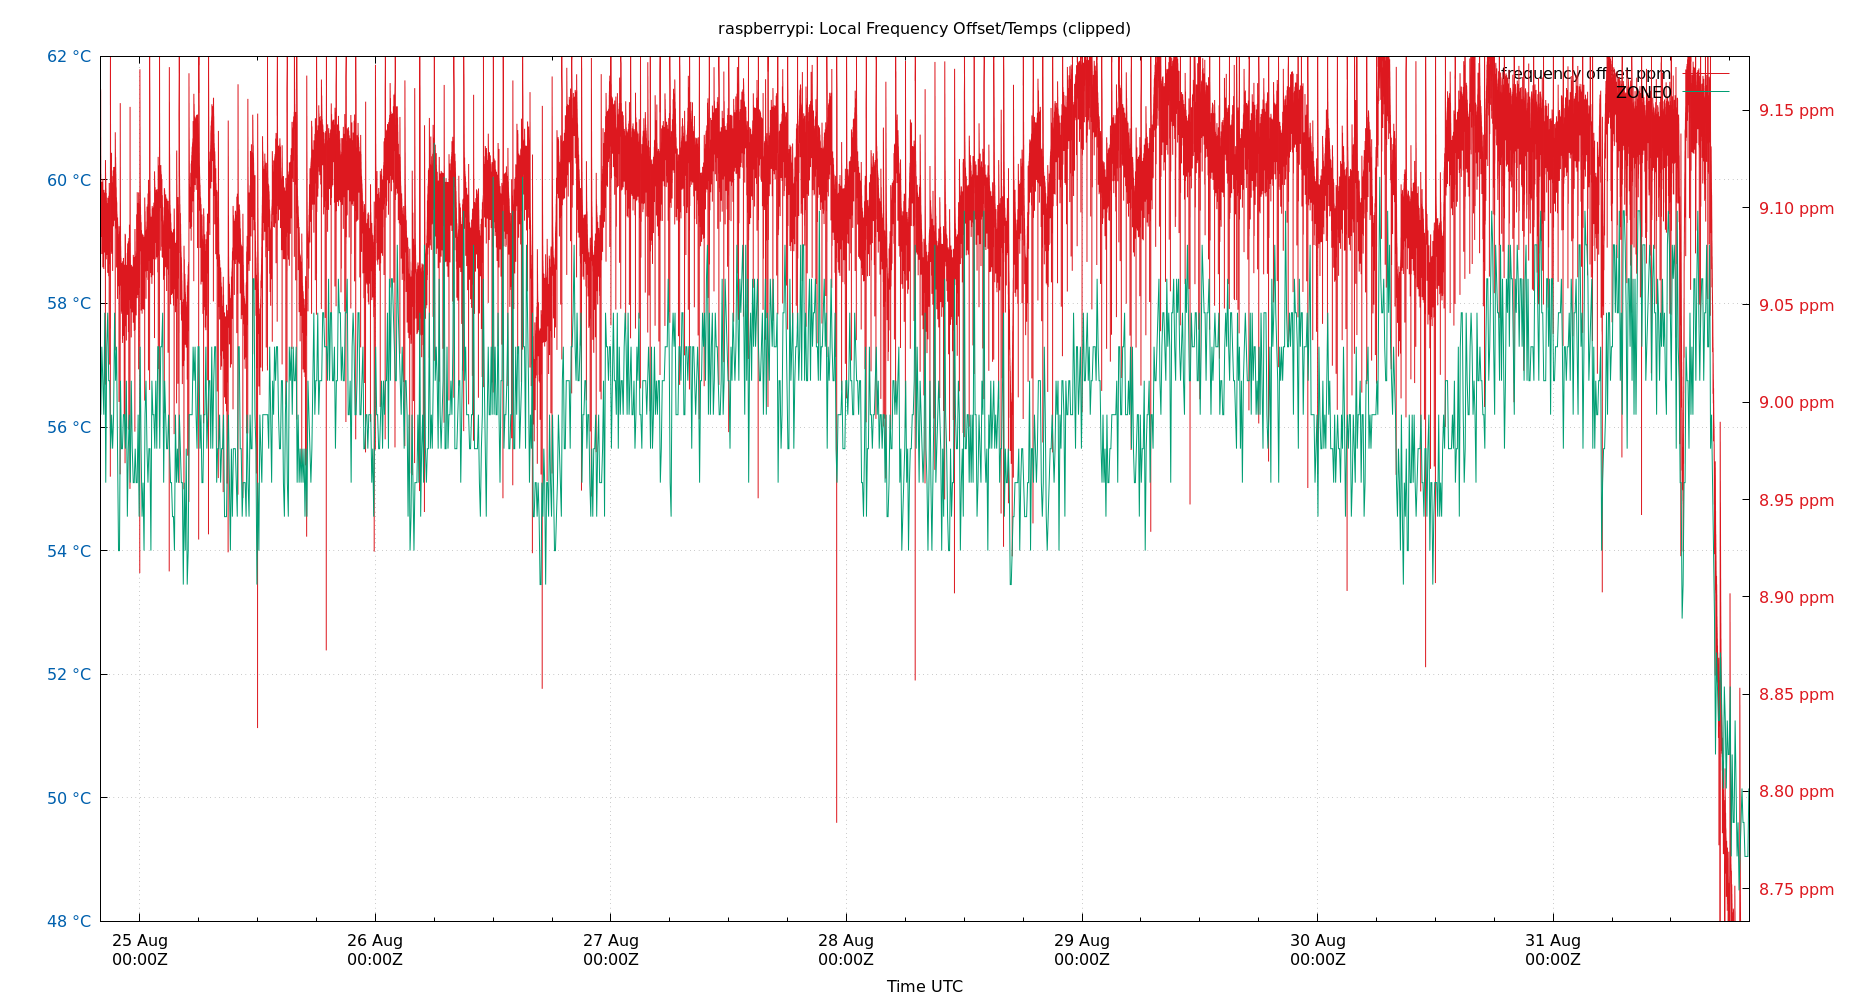 raspberrypi: Local Frequency Offset/Temps (clipped)
62 °C
60 °C
58 °C
56 °C
54 °C
52 °C
50 °C
48 °C
frequency offset ppm
ZONE0
9.15 ppm
9.10 ppm
9.05 ppm
9.00 ppm
8.95 ppm
8.90 ppm
8.85 ppm
8.80 ppm
8.75 ppm
25 Aug 26 Aug 27 Aug 28 Aug 29 Aug 30 Aug 31 Aug
00:00Z 00:00Z 00:00Z 00:00Z 00:00Z 00:00Z 00:00Z
Time UTC